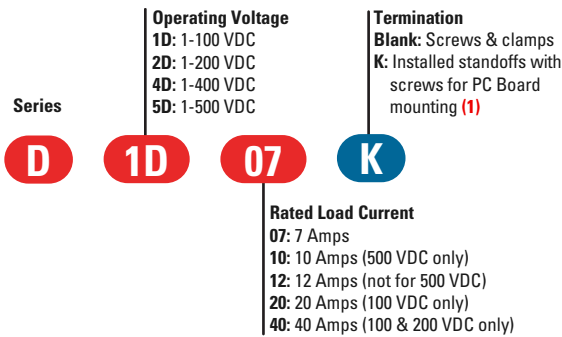 Operating Voltage
1D: 1-100 VDC
2D: 1-200 VDC
4D: 1-400 VDC
5D: 1-500 VDC
Termination
Blank: Screws & clamps
K: Installed standoffs with
screws for PC Board
mounting (1)
Series
D
1D
07
K
Rated Load Current
07: 7 Amps
10: 10 Amps (500 VDC only)
12: 12 Amps (not for 500 VDC)
20: 20 Amps (100 VDC only)
40: 40 Amps (100 & 200 VDC only)